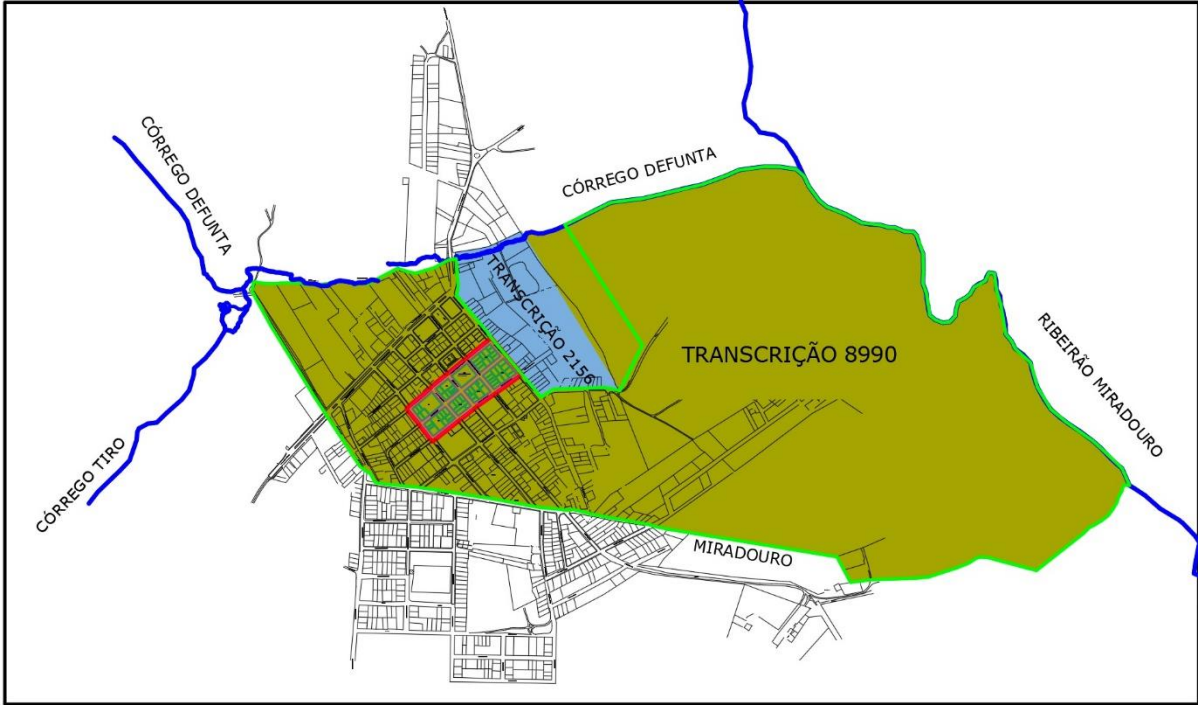 CÓRREGO DEFUNTA
CÓRREGO DEFUNTA
TRANSCRIÇÃO 2156
TRANSCRIÇÃO 8990
RIBEIRÃO MIRADOURO
CÓRREGO TIRO
MIRADOURO